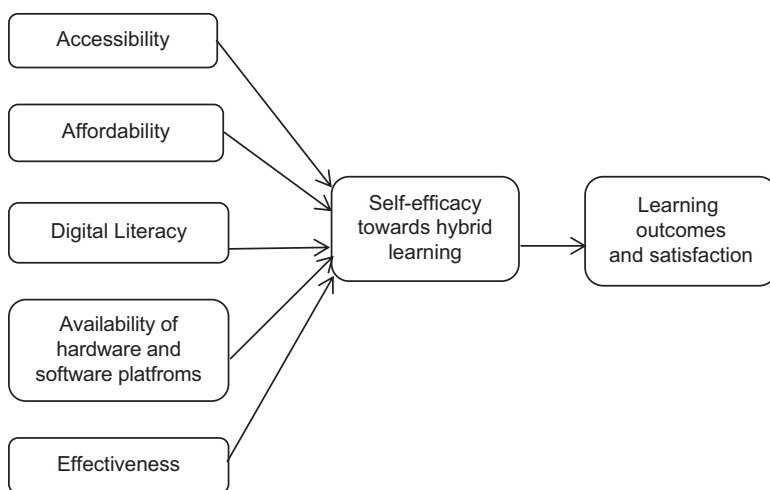 Accessibility
Affordability
Digital Literacy
Availability of
hardware and
software platfroms
Effectiveness
Self-efficacy
towards hybrid
learning
Learning
outcomes
and satisfaction